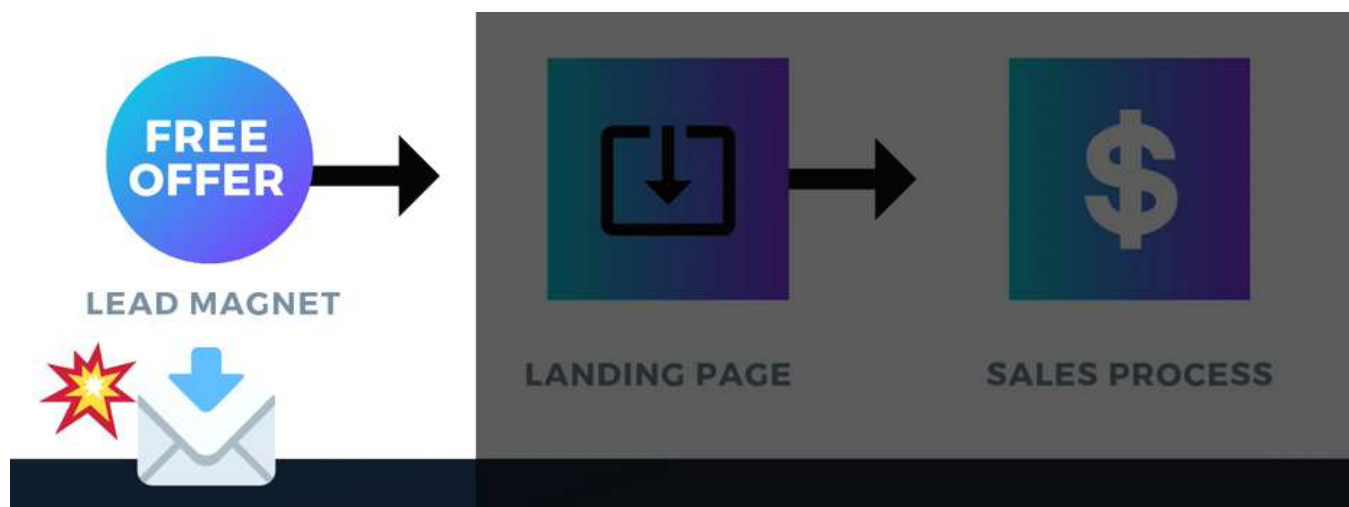 FREE
OFFER
LEAD MAGNET
LANDING PAGE
$
SALES PROCESS